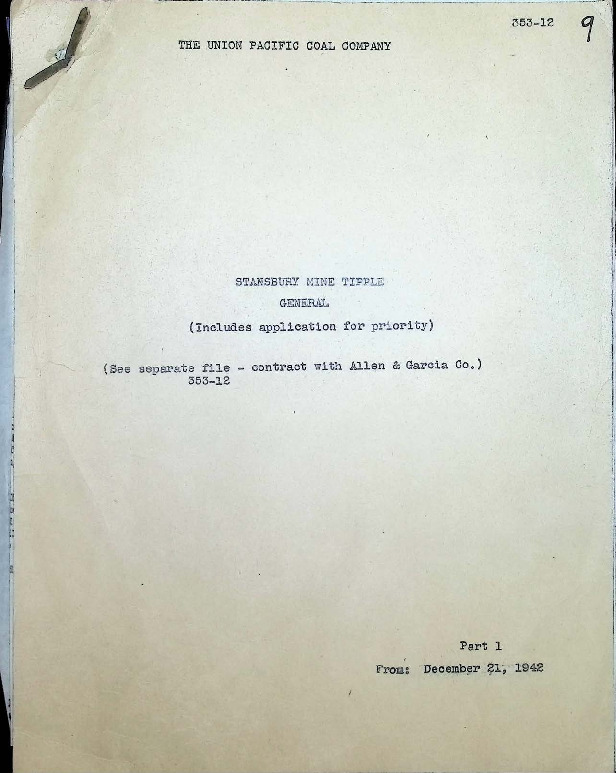 353-12
9
THE UNION PACIFIC COAL COMPANY
STANSBURY MINE TIPPLE
GENERAL
(Includes application for priority)
(See separate file - contract with Allen & Garcia Co.)
353-12
Part 1
From: December 21, 1942